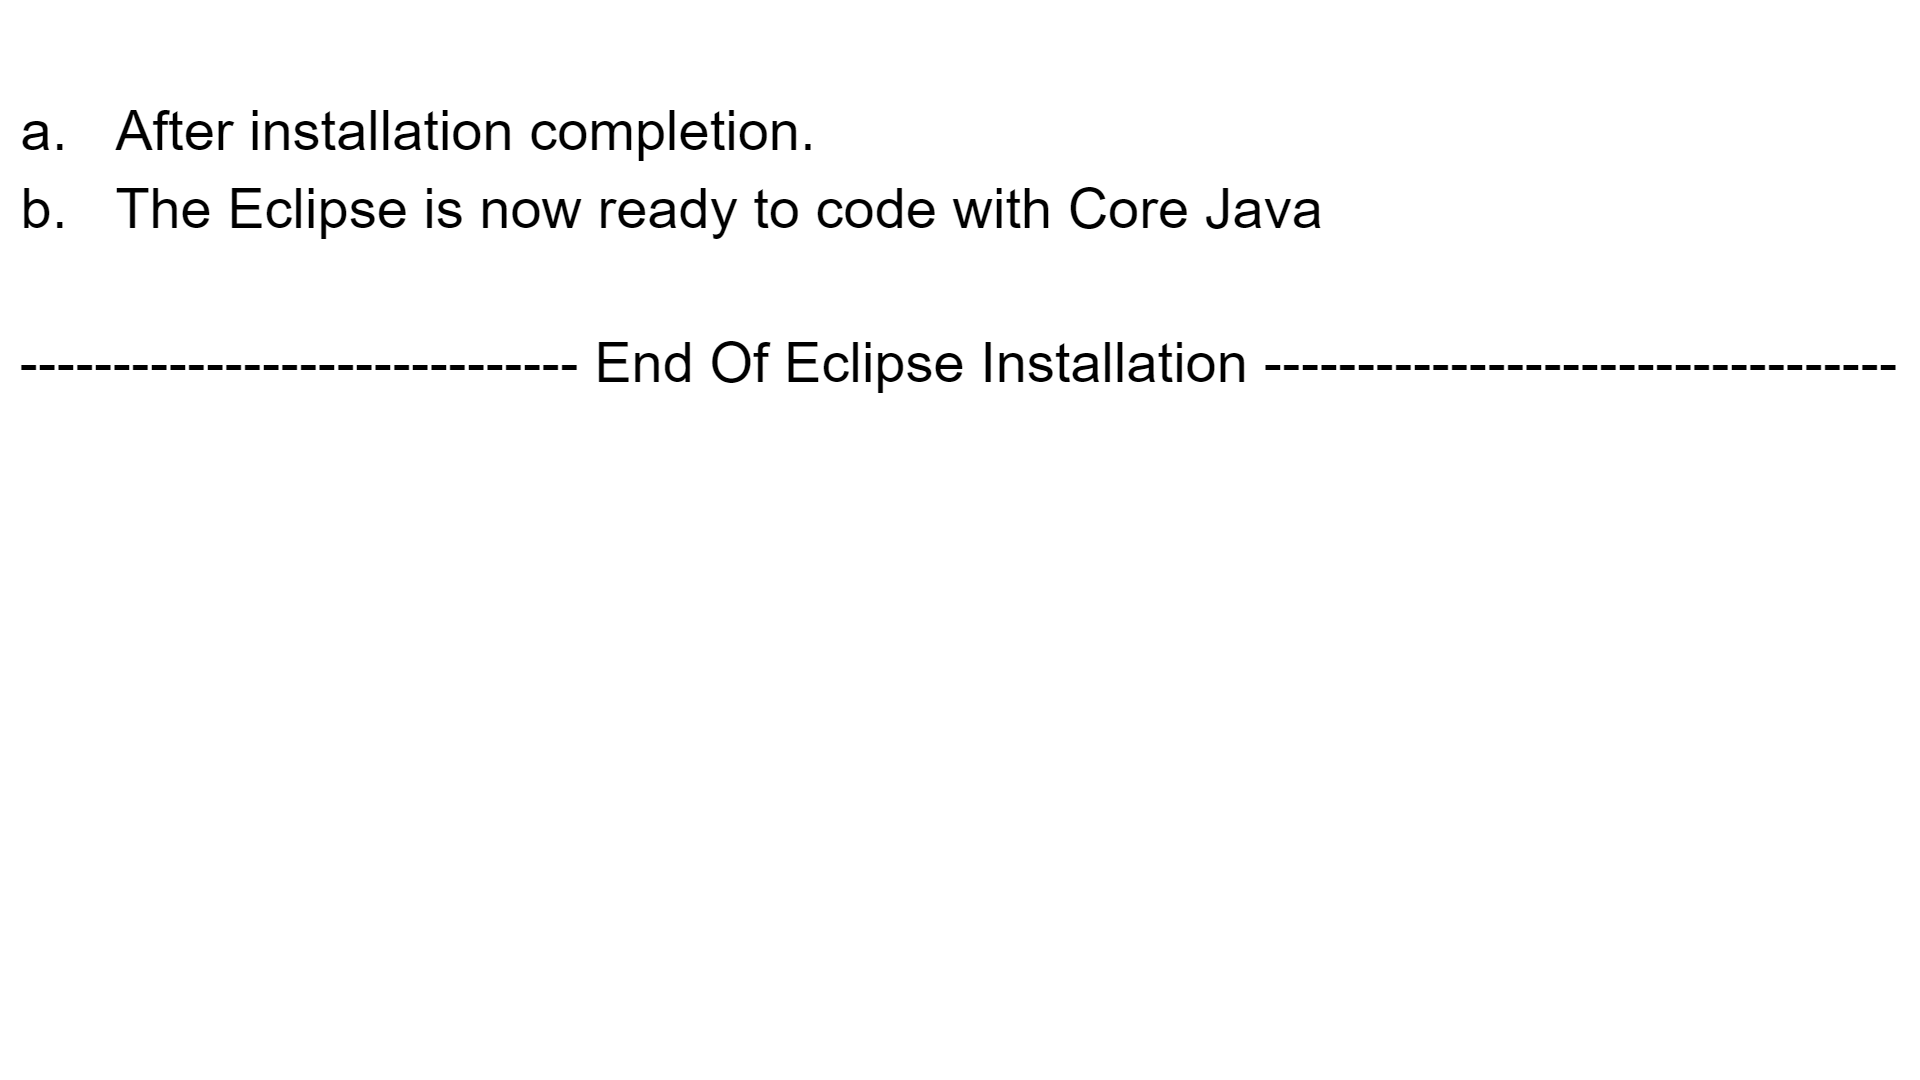 a. After installation completion.
b. The Eclipse is now ready to code with Core Java
------------------------------ End Of Eclipse Installation ----------------------------------